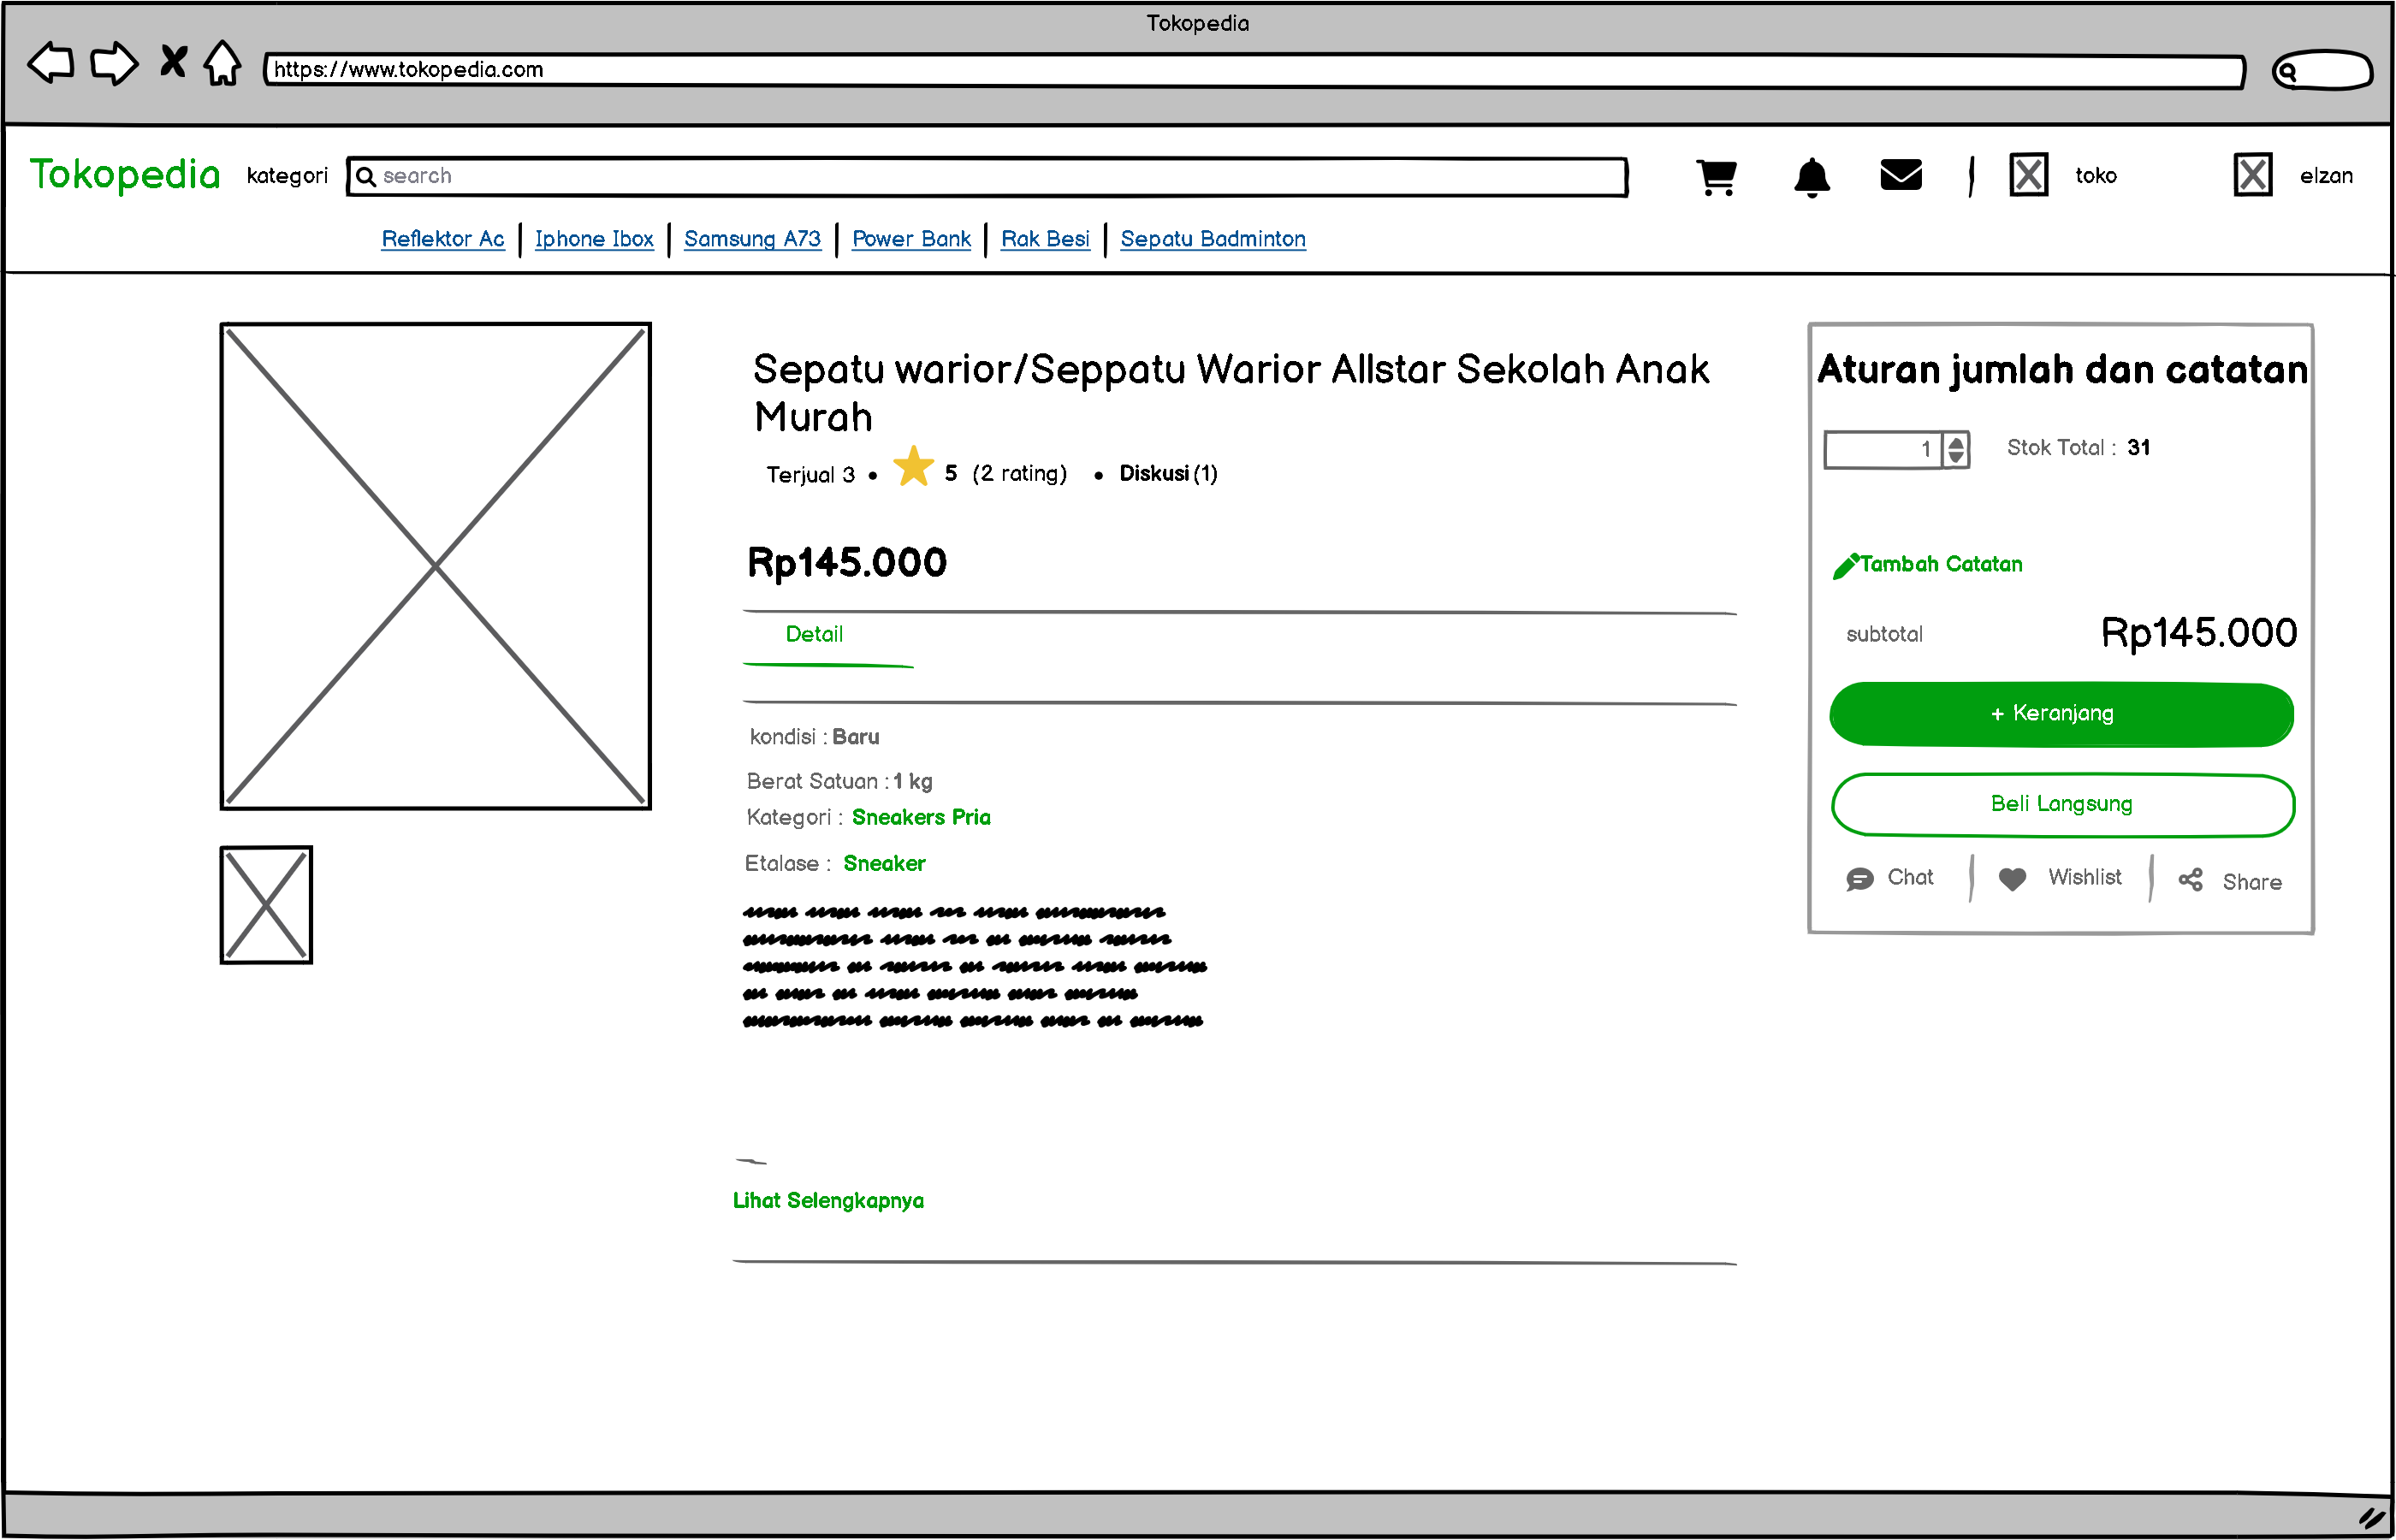 Tokopedia
https://www.tokopedia.com
Tokopedia kategori search toko elzan
Reflektor Ac Iphone Ibox Samsung A73 Power Bank Rak Besi Sepatu Badminton
Sepatu warior/Seppatu Warior Allstar Sekolah Anak
Murah
Terjual 3 • 5 (2 rating) • Diskusi (1)
Rp145.000
Detail
kondisi : Baru
Berat Satuan : 1 kg
Kategori : Sneakers Pria
Etalase : Sneaker
Lihat Selengkapnya
Aturan jumlah dan catatan
1 Stok Total : 31
Tambah Catatan
subtotal Rp145.000
+ Keranjang
Beli Langsung
Chat Wishlist Share